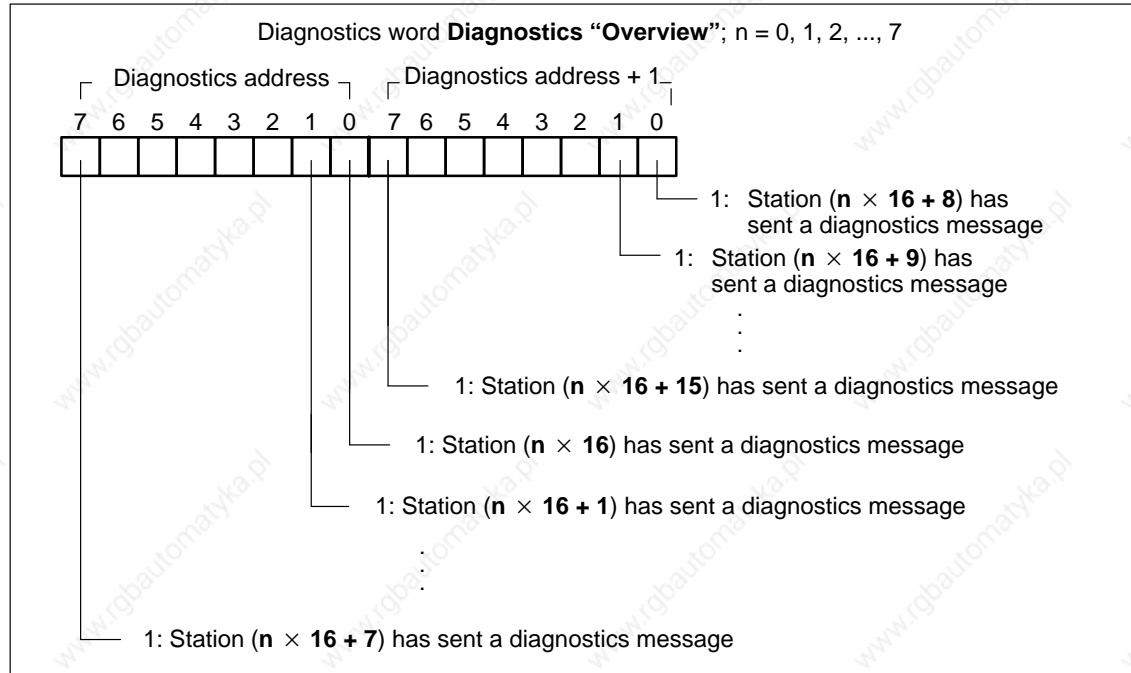 Diagnostics word Diagnostics “Overview”; n = 0, 1, 2, ..., 7
Diagnostics address
Diagnostics address + 1
7 6 5 4 3 2 1 0 7 6 5 4 3 2 1 0
1: Station (n × 16 + 8) has
sent a diagnostics message
1: Station (n × 16 + 9) has
sent a diagnostics message
.
.
.
1: Station (n × 16 + 15) has sent a diagnostics message
1: Station (n × 16) has sent a diagnostics message
1: Station (n × 16 + 1) has sent a diagnostics message
.
.
.
1: Station (n × 16 + 7) has sent a diagnostics message
www.rgbautomatyka.pl